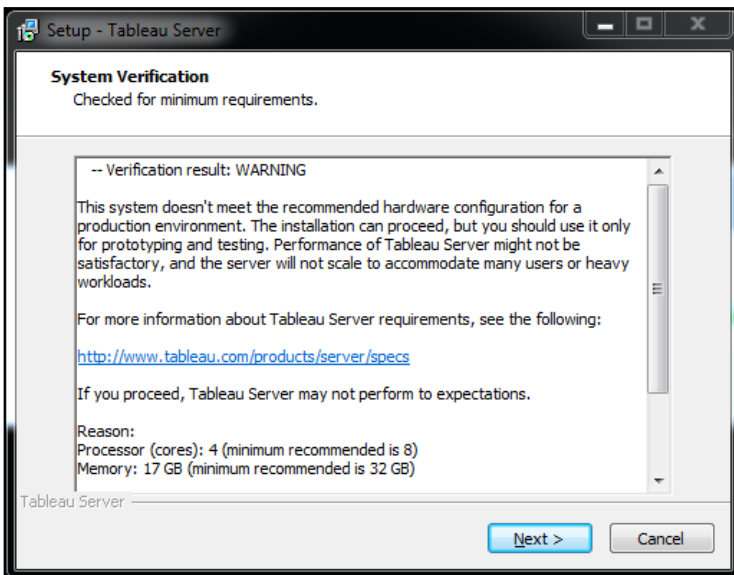 Setup - Tableau Server
System Verification
Checked for minimum requirements.
-- Verification result: WARNING
This system doesn't meet the recommended hardware configuration for a
production environment. The installation can proceed, but you should use it only
for prototyping and testing. Performance of Tableau Server might not be
satisfactory, and the server will not scale to accommodate many users or heavy
workloads.
For more information about Tableau Server requirements, see the following:
http://www.tableau.com/products/server/specs
If you proceed, Tableau Server may not perform to expectations.
Reason:
Processor (cores): 4 (minimum recommended is 8)
Memory: 17 GB (minimum recommended is 32 GB)
Tableau Server
Next >
Cancel